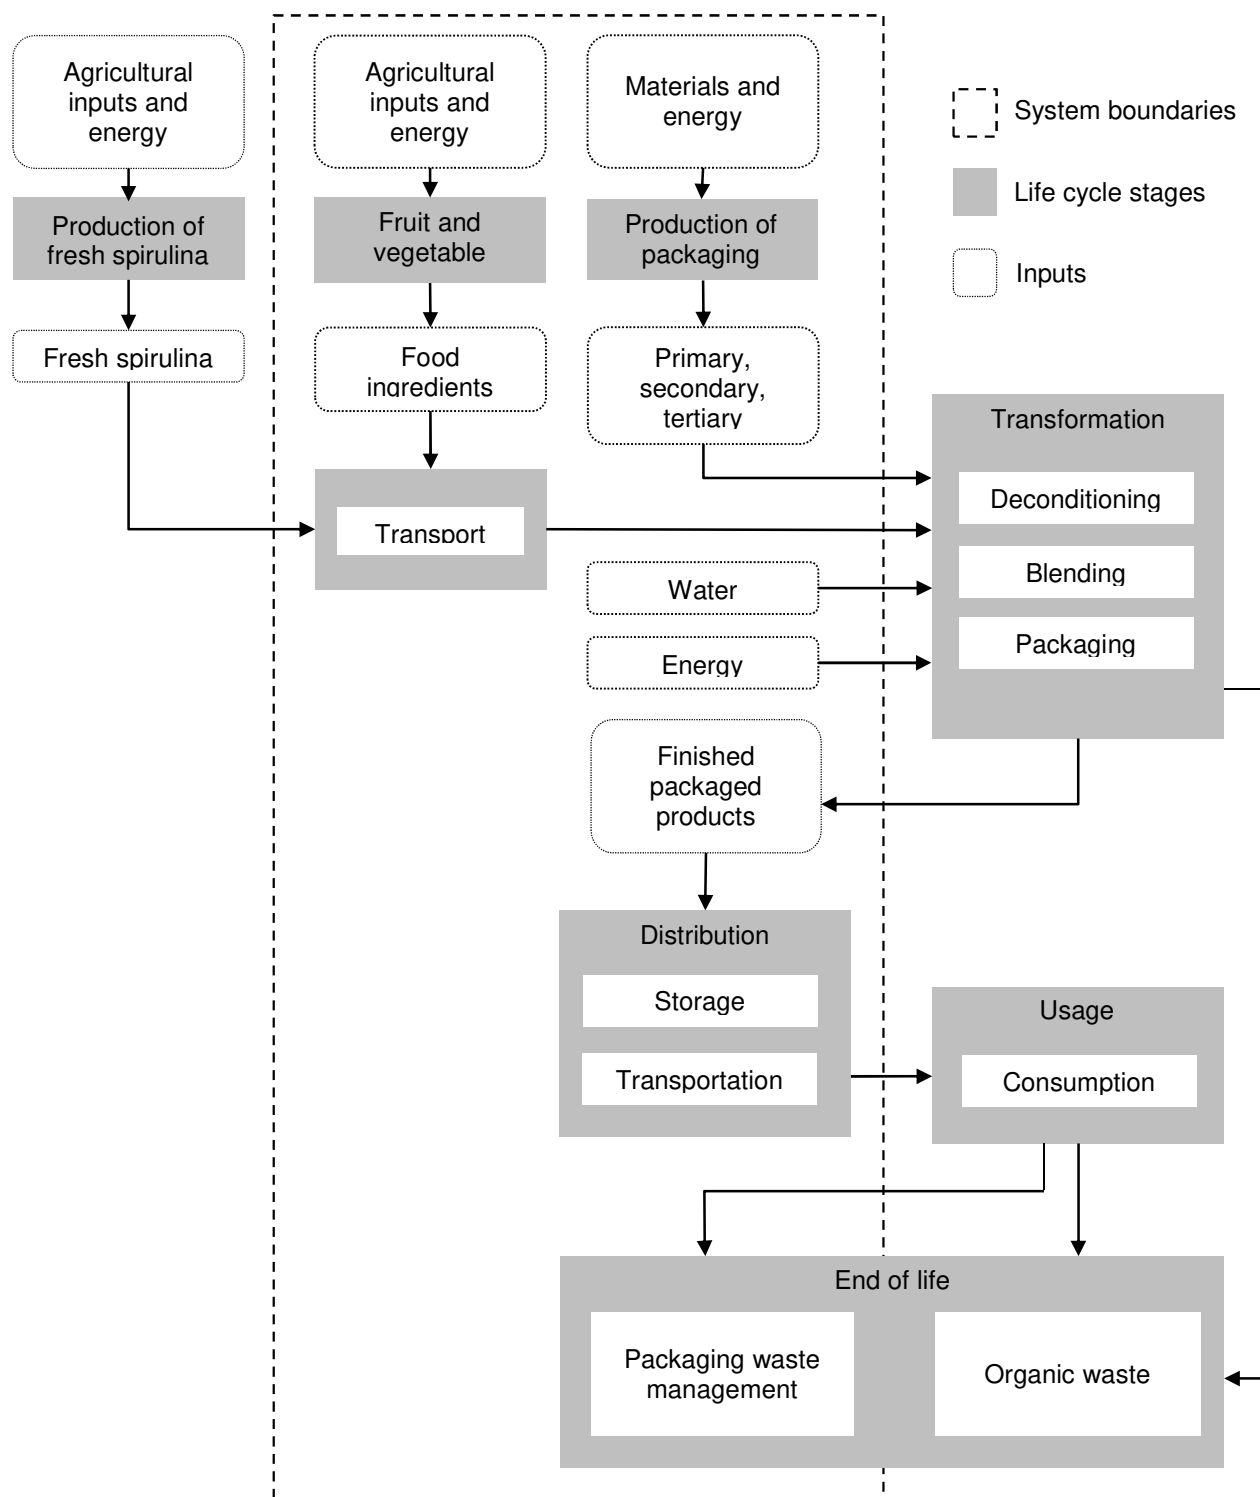 Agricultural
inputs and
energy
Agricultural
inputs and
energy
Materials and
energy
System boundaries
Life cycle stages
Inputs
Production of
fresh spirulina
Fruit and
vegetable
Production of
packaging
Fresh spirulina
Food
ingredients
Primary,
secondary,
tertiary
Transformation
Deconditioning
Blending
Packaging
Transport
Water
Energy
Finished
packaged
products
Distribution
Storage
Transportation
Usage
Consumption
End of life
Packaging waste
management
Organic waste